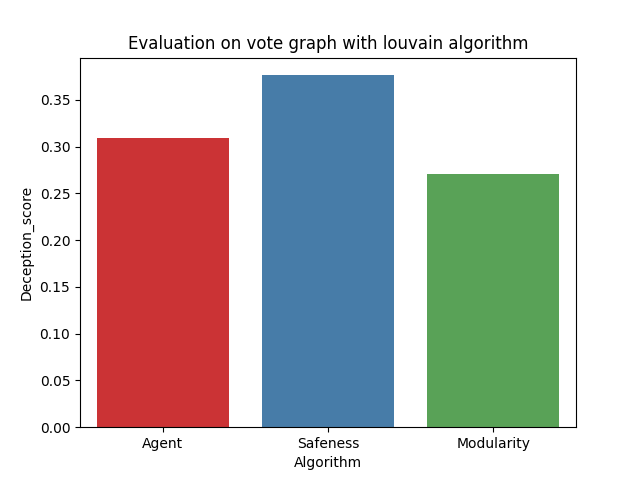 Evaluation on vote graph with louvain algorithm
Deception_score
0.35
0.30
0.25
0.20
0.15
0.10
0.05
0.00
Agent Safeness Modularity
Algorithm